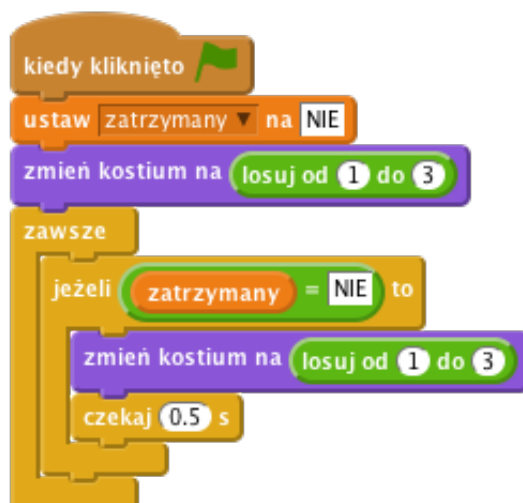 kiedy kliknięto
ustaw zatrzymany na NIE
zmień kostium na losuj od 1 do 3
zawsze
jeżeli zatrzymany = NIE to
zmień kostium na losuj od 1 do 3
czekaj 0.5 s